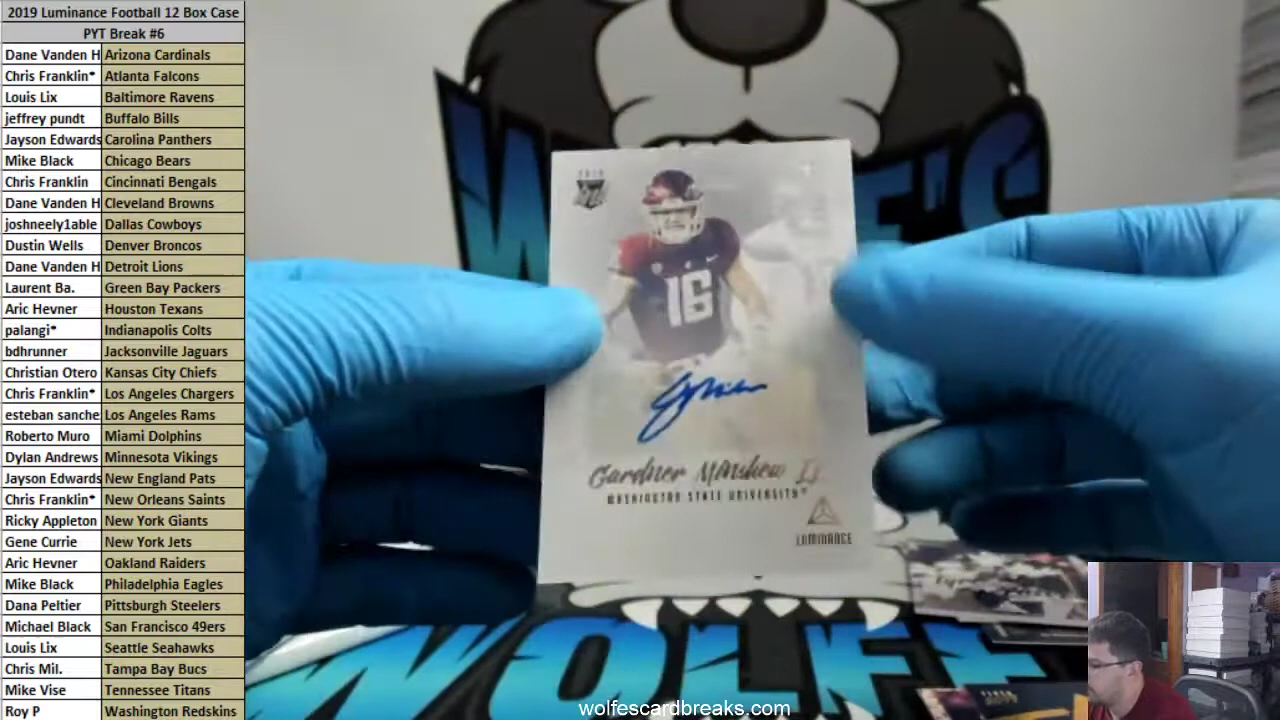 2019 Luminance Football 12 Box Case
PYT Break #6
Dane Vanden H Arizona Cardinals
Chris Franklin* Atlanta Falcons
Louis Lix Baltimore Ravens
jeffrey pundt Buffalo Bills
Jayson Edwards Carolina Panthers
Mike Black Chicago Bears
Chris Franklin Cincinnati Bengals
Dane Vanden H Cleveland Browns
joshneely1able Dallas Cowboys
Dustin Wells Denver Broncos
Dane Vanden H Detroit Lions
Laurent Ba. Green Bay Packers
Aric Hevner Houston Texans
palangi* Indianapolis Colts
bdhrunner Jacksonville Jaguars
Christian Otero Kansas City Chiefs
Chris Franklin* Los Angeles Chargers
esteban sanche Los Angeles Rams
Roberto Muro Miami Dolphins
Dylan Andrews Minnesota Vikings
Jayson Edwards New England Pats
Chris Franklin* New Orleans Saints
Ricky Appleton New York Giants
Gene Currie New York Jets
Aric Hevner Oakland Raiders
Mike Black Philadelphia Eagles
Dana Peltier Pittsburgh Steelers
Michael Black San Francisco 49ers
Louis Lix Seattle Seahawks
Chris Mil. Tampa Bay Bucs
Mike Vise Tennessee Titans
Roy P Washington Redskins
2019
16
Gardner Minshew II
WASHINGTON STATE UNIVERSITY
LUMINANCE
wolfescardbreaks.com